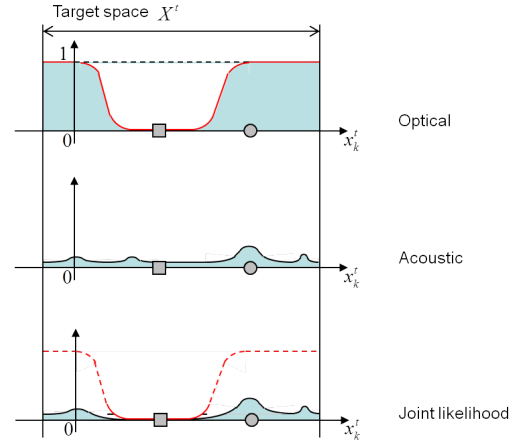 Target space X^t
1
0
x_k^t
Optical
0
x_k^t
Acoustic
0
x_k^t
Joint likelihood